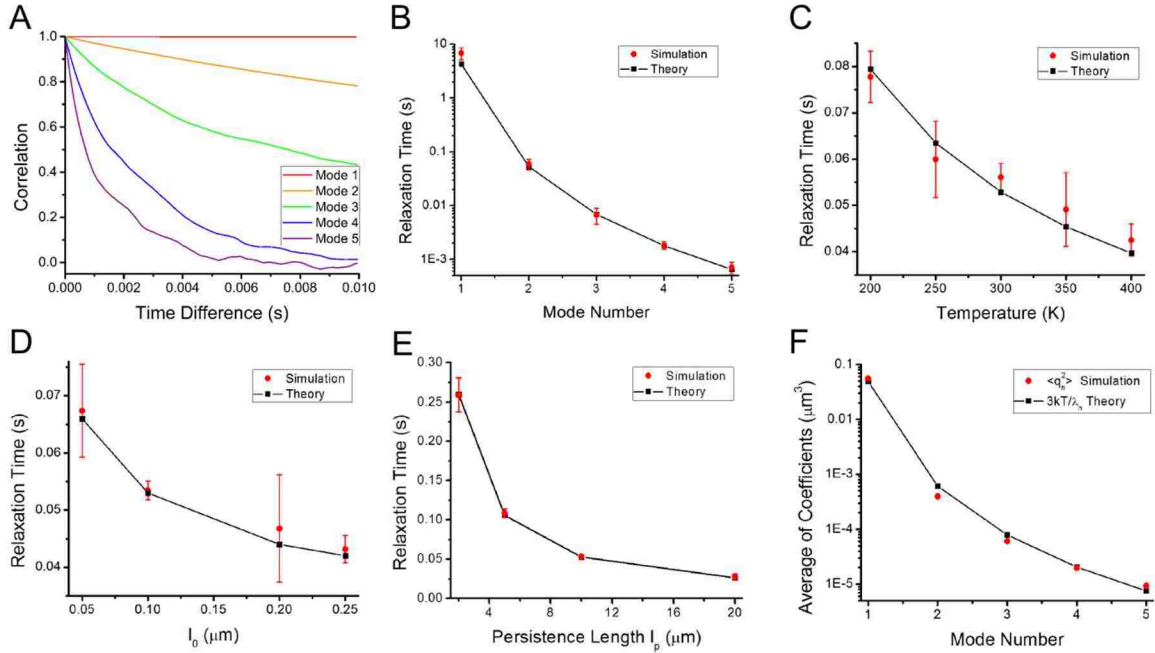 A
1.0
0.8
0.6
0.4
0.2
0.0
Correlation
Mode 1
Mode 2
Mode 3
Mode 4
Mode 5
0.000 0.002 0.004 0.006 0.008 0.010
Time Difference (s)
B
10
1
0.1
0.01
1E-3
Relaxation Time (s)
Simulation
Theory
1 2 3 4 5
Mode Number
C
0.08
0.07
0.06
0.05
0.04
Relaxation Time (s)
Simulation
Theory
200 250 300 350 400
Temperature (K)
D
0.07
0.06
0.05
0.04
Relaxation Time (s)
Simulation
Theory
0.05 0.10 0.15 0.20 0.25
l₀ (μm)
E
0.30
0.25
0.20
0.15
0.10
0.05
0.00
Relaxation Time (s)
Simulation
Theory
4 8 12 16 20
Persistence Length lₚ (μm)
F
0.1
0.01
1E-3
1E-4
1E-5
Average of Coefficients (μm³)
<qₙ²> Simulation
3kT/λₙ Theory
1 2 3 4 5
Mode Number